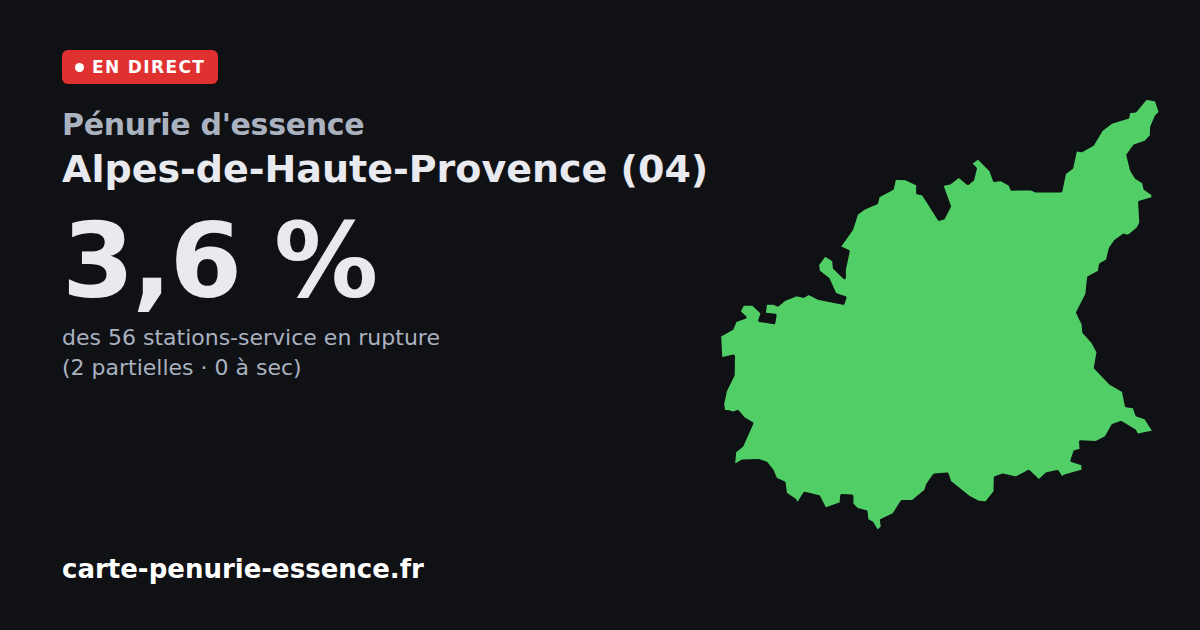 EN DIRECT
Pénurie d'essence
Alpes-de-Haute-Provence (04)
3,6 %
des 56 stations-service en rupture
(2 partielles · 0 à sec)
carte-penurie-essence.fr